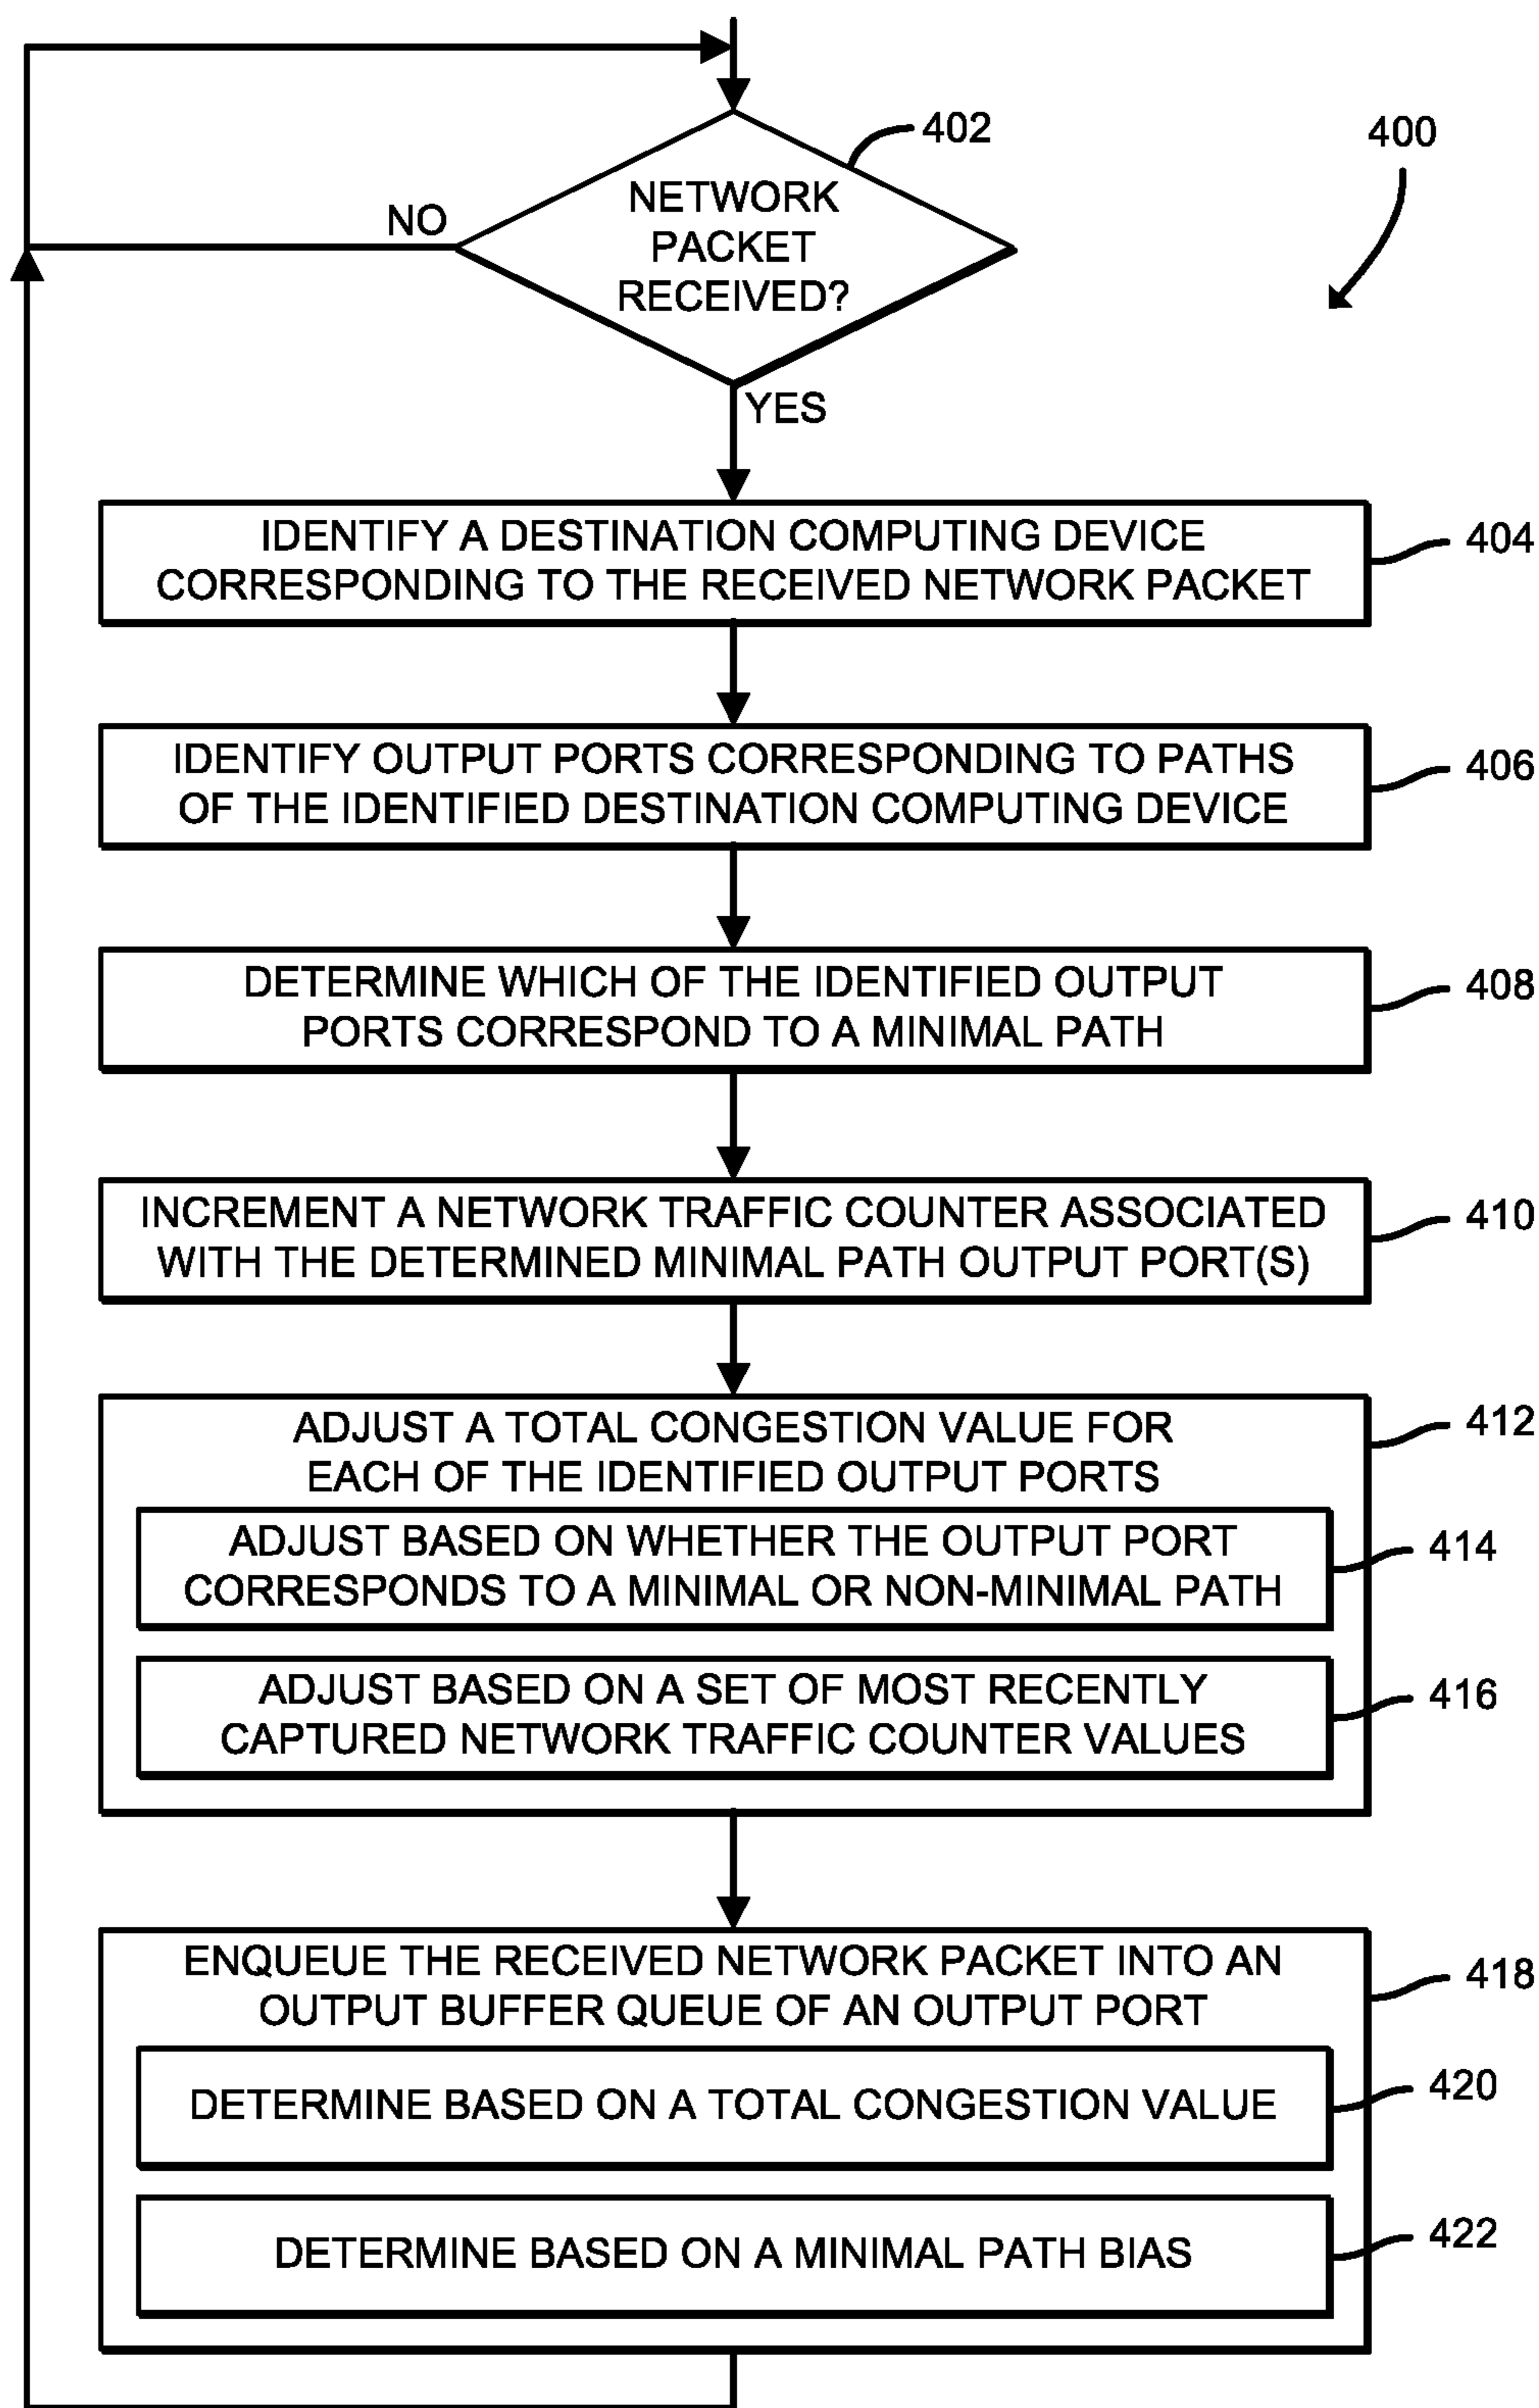 402
400
NETWORK
PACKET
RECEIVED?
NO
YES
IDENTIFY A DESTINATION COMPUTING DEVICE
CORRESPONDING TO THE RECEIVED NETWORK PACKET
404
IDENTIFY OUTPUT PORTS CORRESPONDING TO PATHS
OF THE IDENTIFIED DESTINATION COMPUTING DEVICE
406
DETERMINE WHICH OF THE IDENTIFIED OUTPUT
PORTS CORRESPOND TO A MINIMAL PATH
408
INCREMENT A NETWORK TRAFFIC COUNTER ASSOCIATED
WITH THE DETERMINED MINIMAL PATH OUTPUT PORT(S)
410
ADJUST A TOTAL CONGESTION VALUE FOR
EACH OF THE IDENTIFIED OUTPUT PORTS
412
ADJUST BASED ON WHETHER THE OUTPUT PORT
CORRESPONDS TO A MINIMAL OR NON-MINIMAL PATH
414
ADJUST BASED ON A SET OF MOST RECENTLY
CAPTURED NETWORK TRAFFIC COUNTER VALUES
416
ENQUEUE THE RECEIVED NETWORK PACKET INTO AN
OUTPUT BUFFER QUEUE OF AN OUTPUT PORT
418
DETERMINE BASED ON A TOTAL CONGESTION VALUE
420
DETERMINE BASED ON A MINIMAL PATH BIAS
422